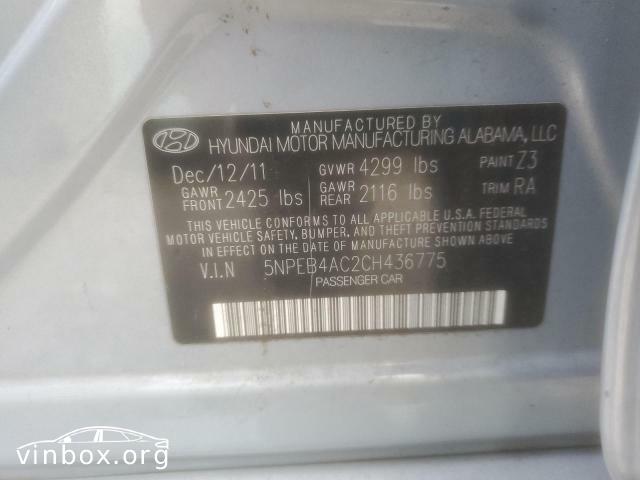 MANUFACTURED BY
HYUNDAI MOTOR MANUFACTURING ALABAMA, LLC
Dec/12/11 GVWR 4299 lbs PAINT Z3
GAWR FRONT 2425 lbs GAWR REAR 2116 lbs TRIM RA
THIS VEHICLE CONFORMS TO ALL APPLICABLE U.S.A. FEDERAL
MOTOR VEHICLE SAFETY, BUMPER, AND THEFT PREVENTION STANDARDS
IN EFFECT ON THE DATE OF MANUFACTURE SHOWN ABOVE.
V.I.N 5NPEB4AC2CH436775
PASSENGER CAR
vinbox.org